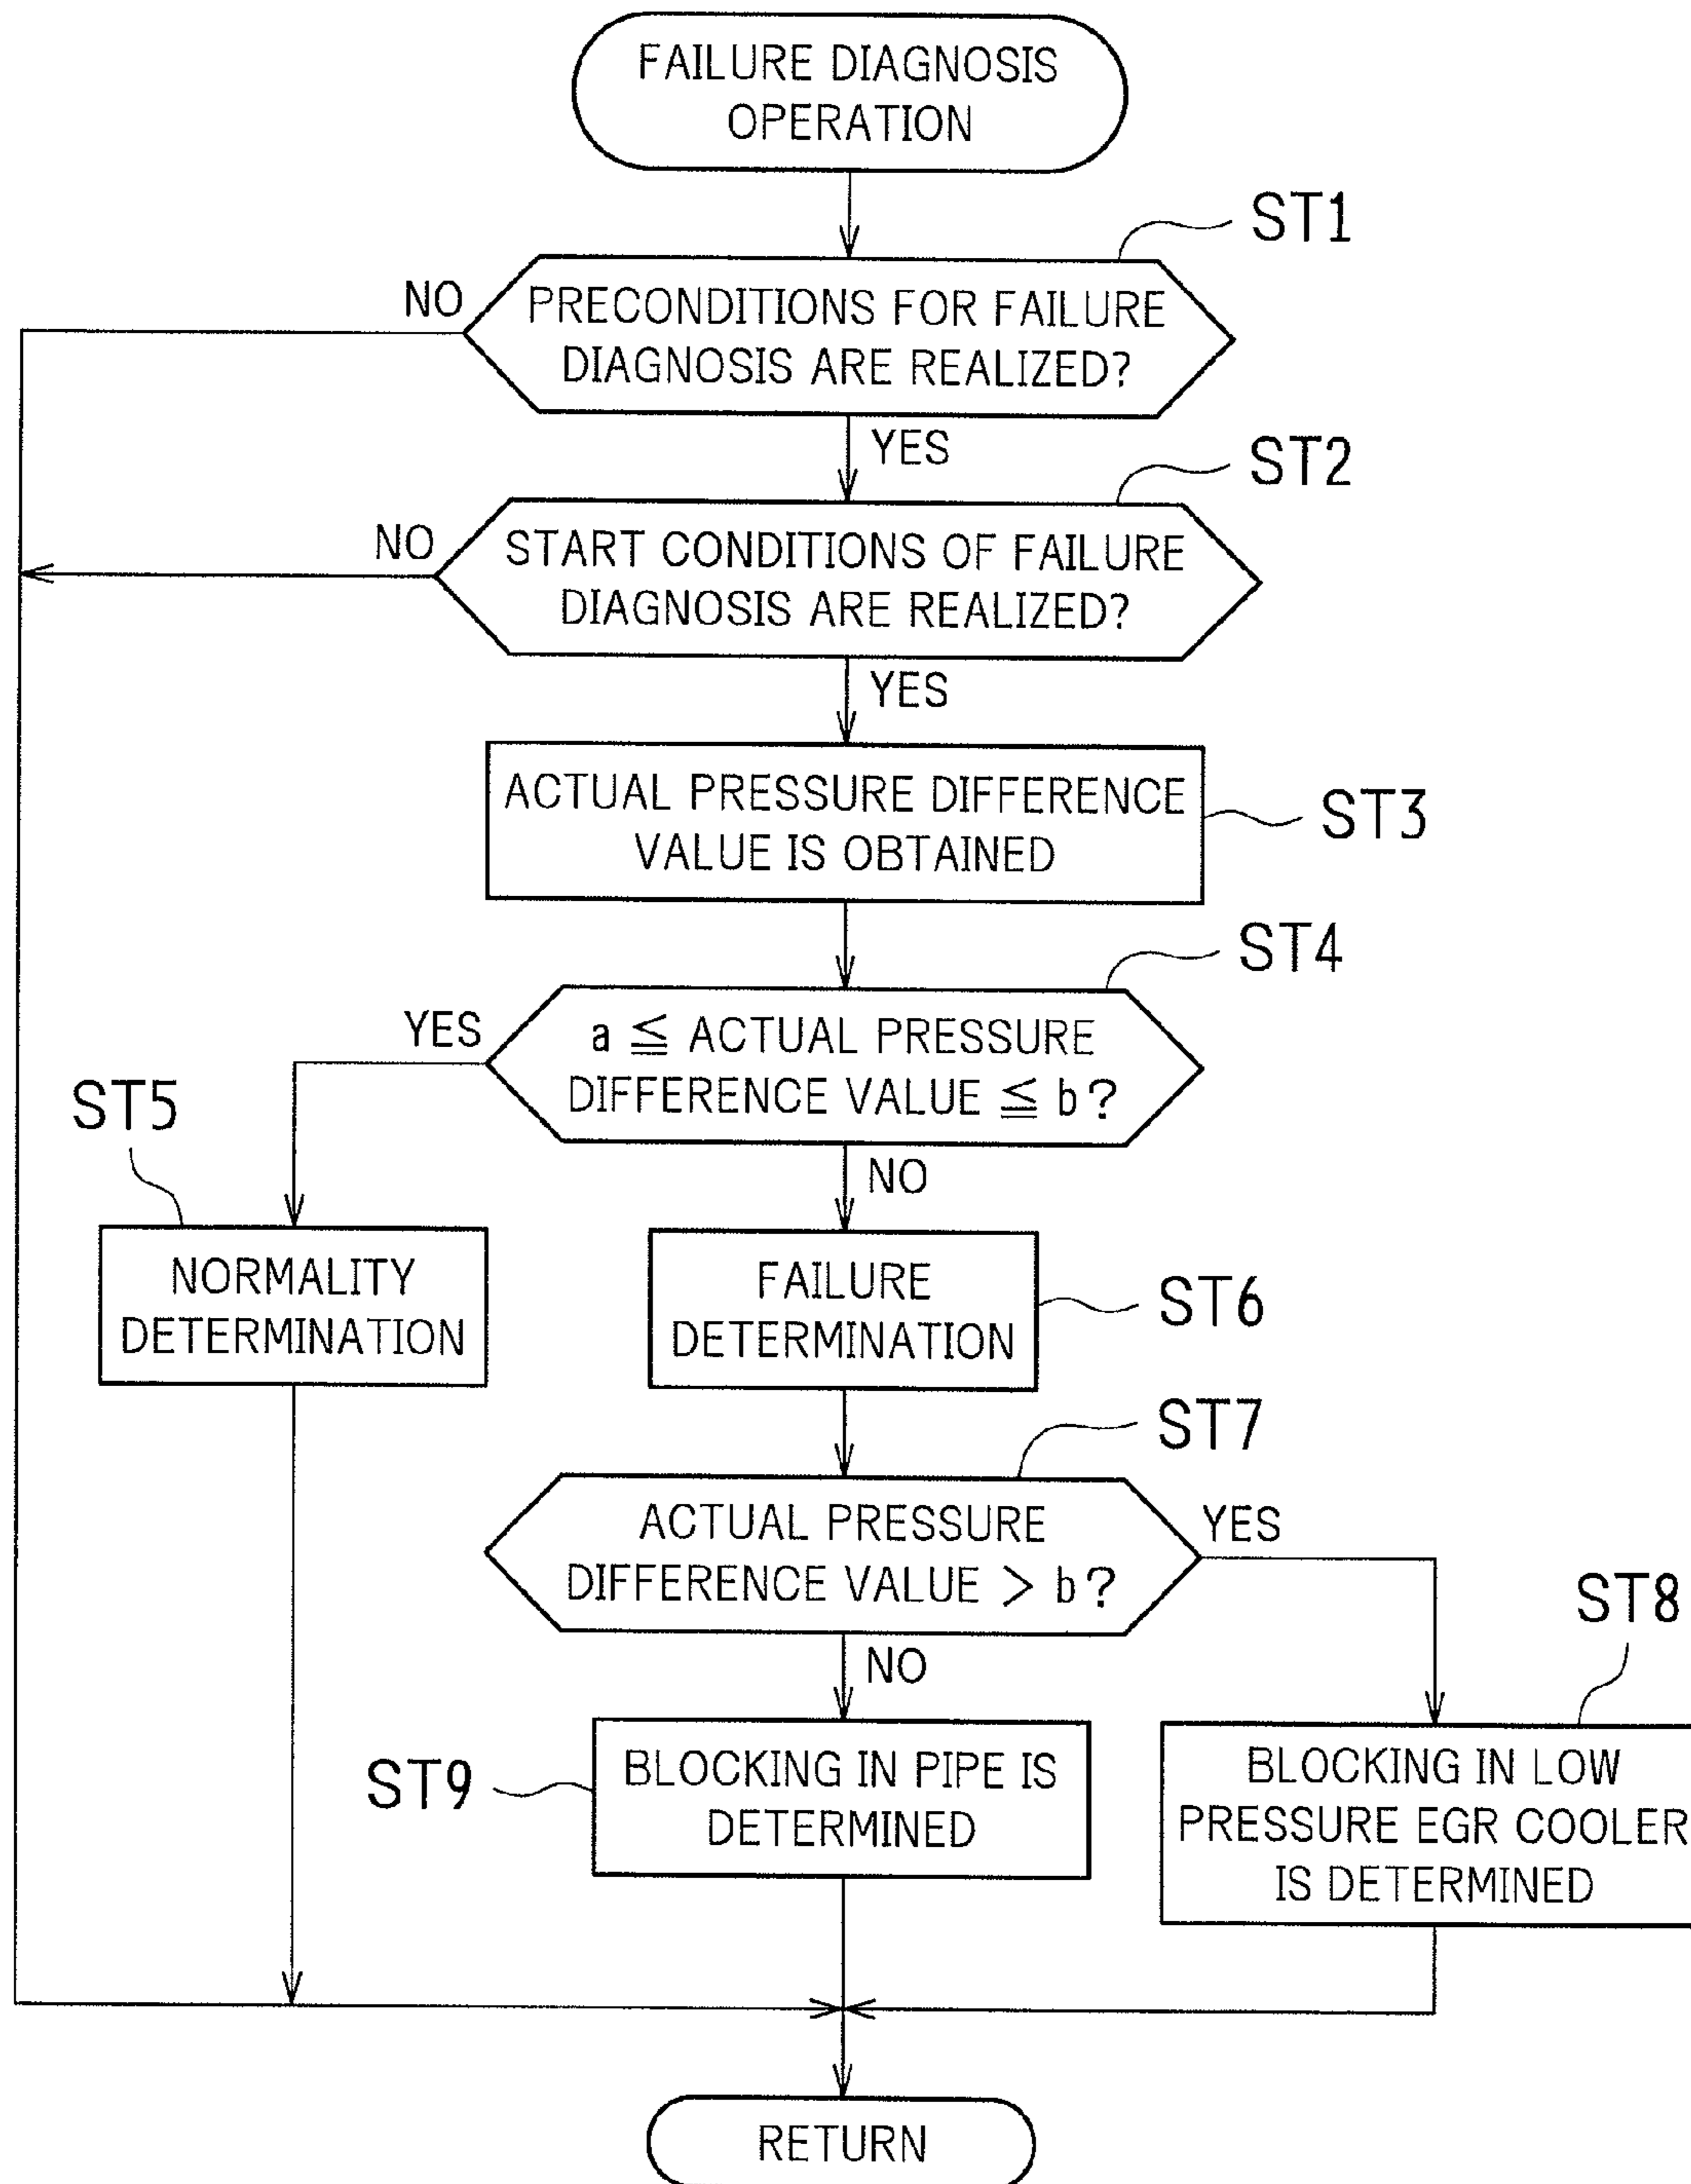 FAILURE DIAGNOSIS
OPERATION
ST1
NO
PRECONDITIONS FOR FAILURE
DIAGNOSIS ARE REALIZED?
YES
ST2
NO
START CONDITIONS OF FAILURE
DIAGNOSIS ARE REALIZED?
YES
ACTUAL PRESSURE DIFFERENCE
VALUE IS OBTAINED
ST3
ST4
YES
a ≦ ACTUAL PRESSURE
DIFFERENCE VALUE ≦ b?
ST5
NO
NORMALITY
DETERMINATION
FAILURE
DETERMINATION
ST6
ST7
ACTUAL PRESSURE
DIFFERENCE VALUE > b?
YES
ST8
NO
ST9
BLOCKING IN PIPE IS
DETERMINED
BLOCKING IN LOW
PRESSURE EGR COOLER
IS DETERMINED
RETURN